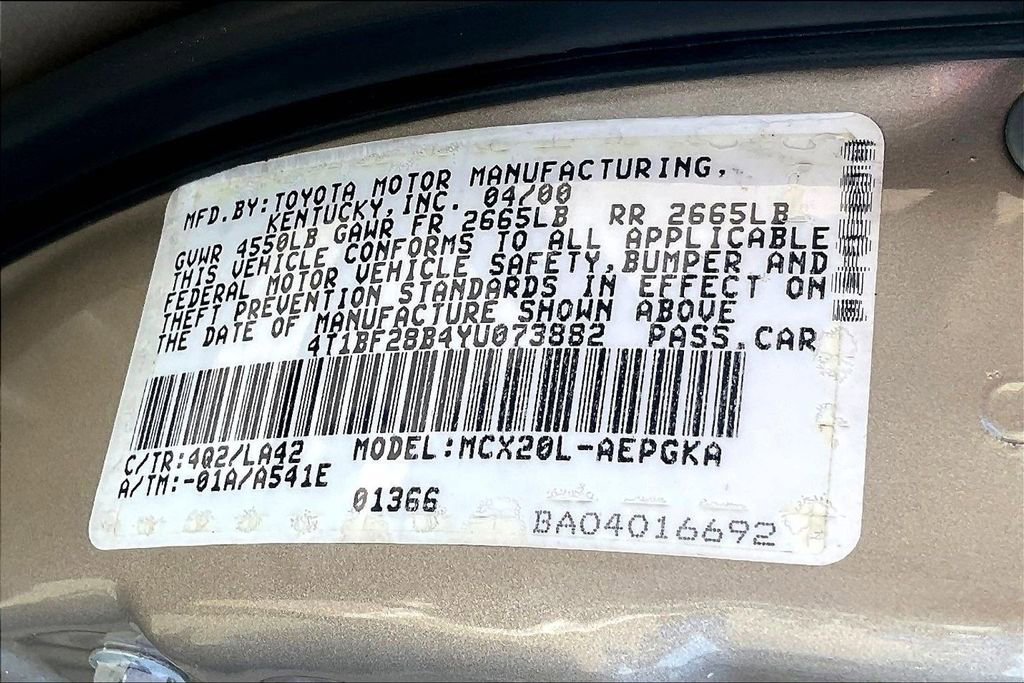 MFD.BY:TOYOTA MOTOR MANUFACTURING,
KENTUCKY,INC. 04/00
GVWR 4550LB GAWR FR 2665LB RR 2665LB
THIS VEHICLE CONFORMS TO ALL APPLICABLE
FEDERAL MOTOR VEHICLE SAFETY,BUMPER AND
THEFT PREVENTION STANDARDS IN EFFECT ON
THE DATE OF MANUFACTURE SHOWN ABOVE
4T1BF28B4YU073882 PASS.CAR
C/TR:4Q2/LA42 MODEL:MCX20L-AEPGKA
A/TM:-01A/A541E
01366
BA04016692